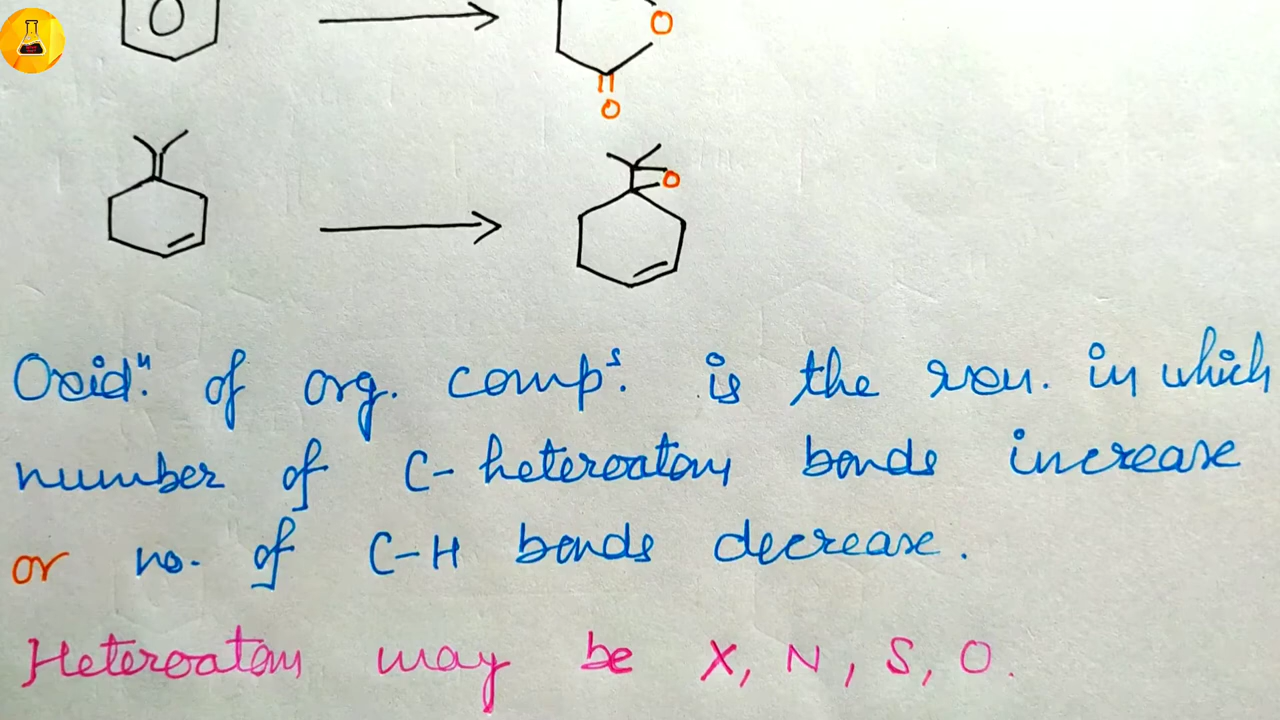 O
O
O
O
Oxidⁿ. of org. compˢ. is the rxn. in which
number of C-heteroatom bonds increase
or no. of C-H bonds decrease.
Heteroatom may be X, N, S, O.